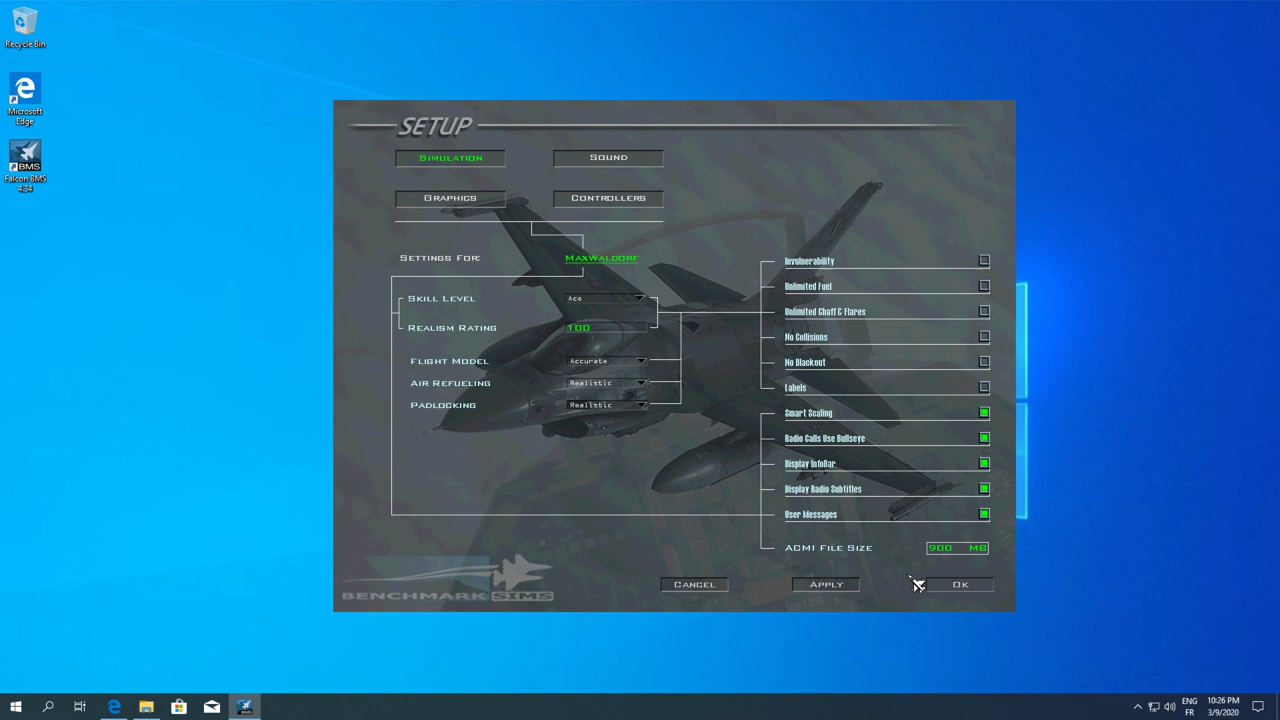 Recycle Bin
Microsoft
Edge
BMS
Falcon BMS
4.34
SETUP
SIMULATION
SOUND
GRAPHICS
CONTROLLERS
SETTINGS FOR:
MAXWALDORF
SKILL LEVEL
Ace
REALISM RATING
100
FLIGHT MODEL
Accurate
AIR REFUELING
Realistic
PADLOCKING
Realistic
Invulnerability
Unlimited Fuel
Unlimited Chaff & Flares
No Collisions
No Blackout
Labels
Smart Scaling
Radio Calls Use Bullseye
Display InfoBar
Display Radio Subtitles
User Messages
ACMI FILE SIZE
900 MB
BENCHMARK SIMS
CANCEL
APPLY
OK
BMS
ENG
FR
10:26 PM
3/9/2020